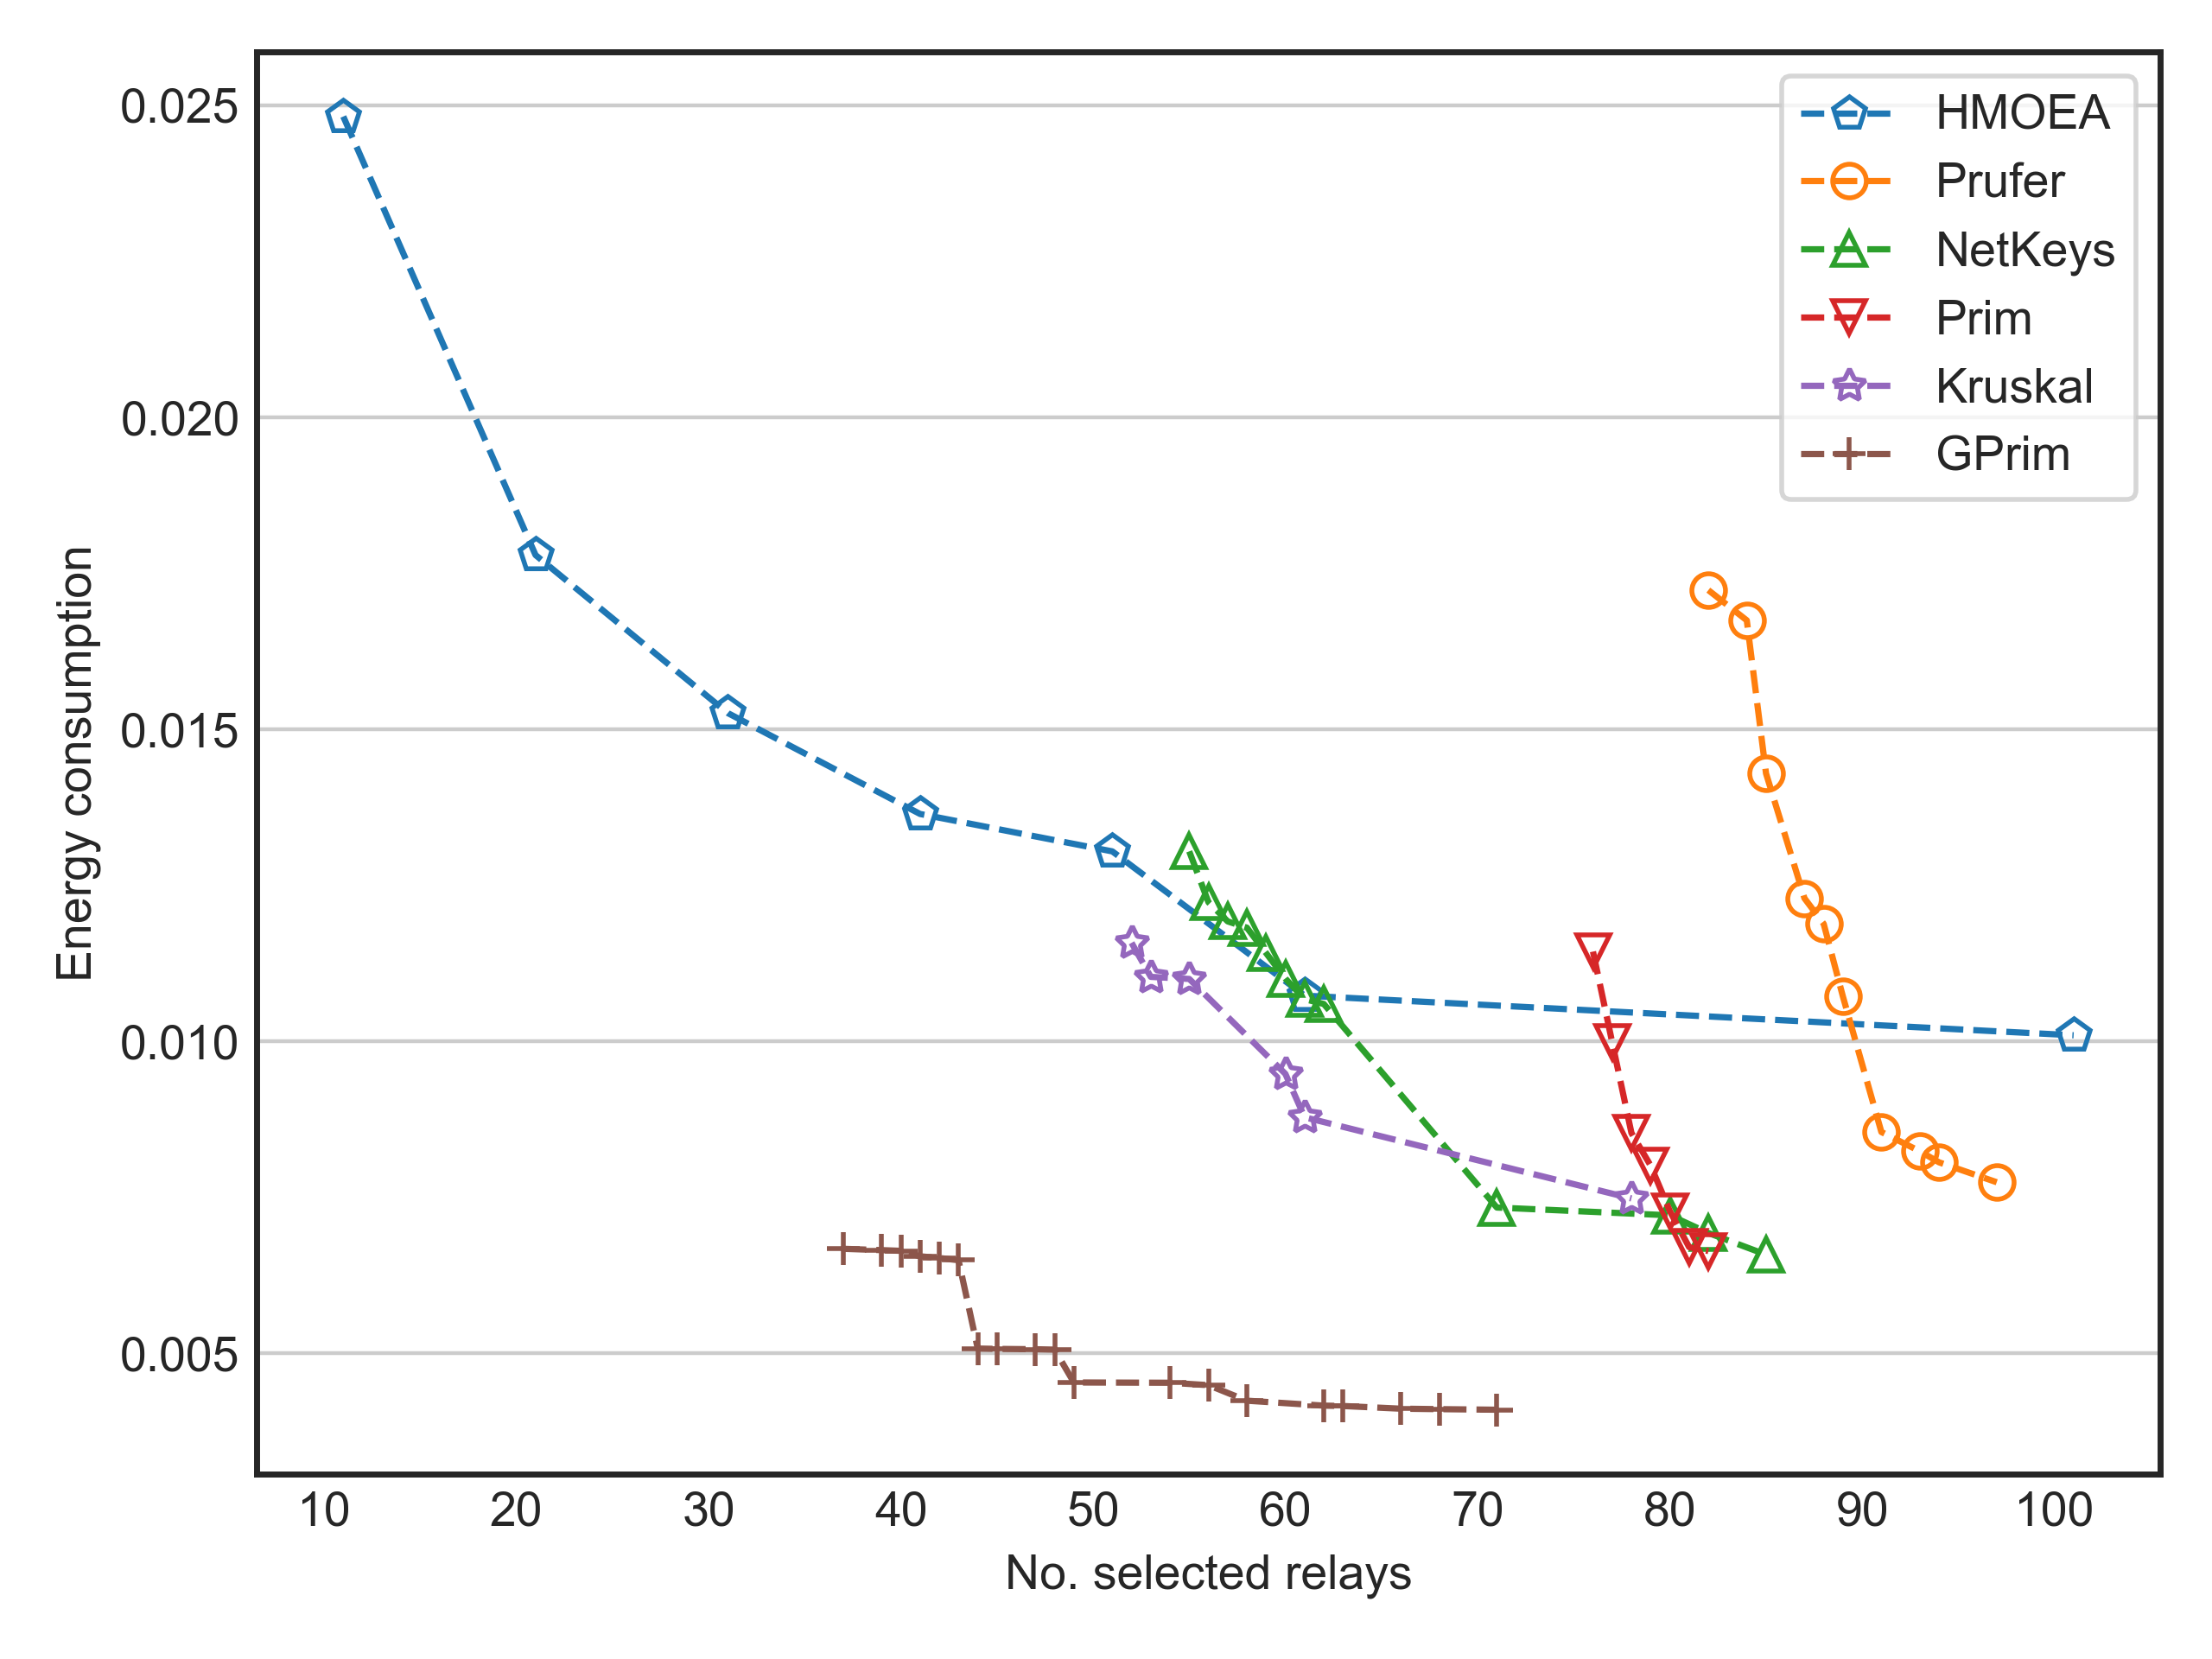 Energy consumption
0.025
0.020
0.015
0.010
0.005
HMOEA
Prufer
NetKeys
Prim
Kruskal
GPrim
10 20 30 40 50 60 70 80 90 100
No. selected relays